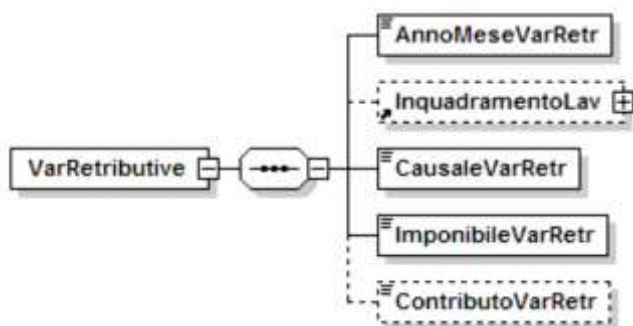 AnnoMeseVarRetr
InquadramentoLav
VarRetributive
CausaleVarRetr
ImponibileVarRetr
ContributoVarRetr